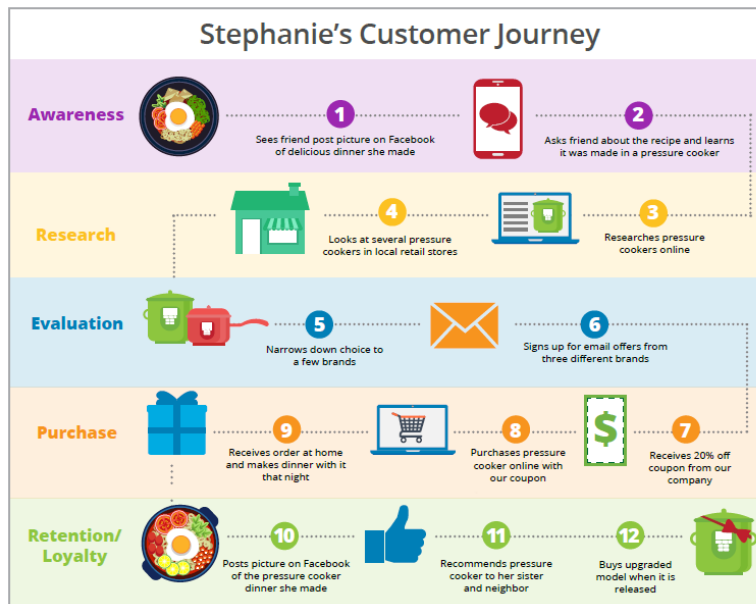 Stephanie's Customer Journey
Awareness
1
Sees friend post picture on Facebook
of delicious dinner she made
2
Asks friend about the recipe and learns
it was made in a pressure cooker
Research
4
Looks at several pressure
cookers in local retail stores
3
Researches pressure
cookers online
Evaluation
5
Narrows down choice to
a few brands
6
Signs up for email offers from
three different brands
Purchase
9
Receives order at home
and makes dinner with it
that night
8
Purchases pressure
cooker online with
our coupon
$
7
Receives 20% off
coupon from our
company
Retention/
Loyalty
10
Posts picture on Facebook
of the pressure cooker
dinner she made
11
Recommends pressure
cooker to her sister
and neighbor
12
Buys upgraded
model when it is
released